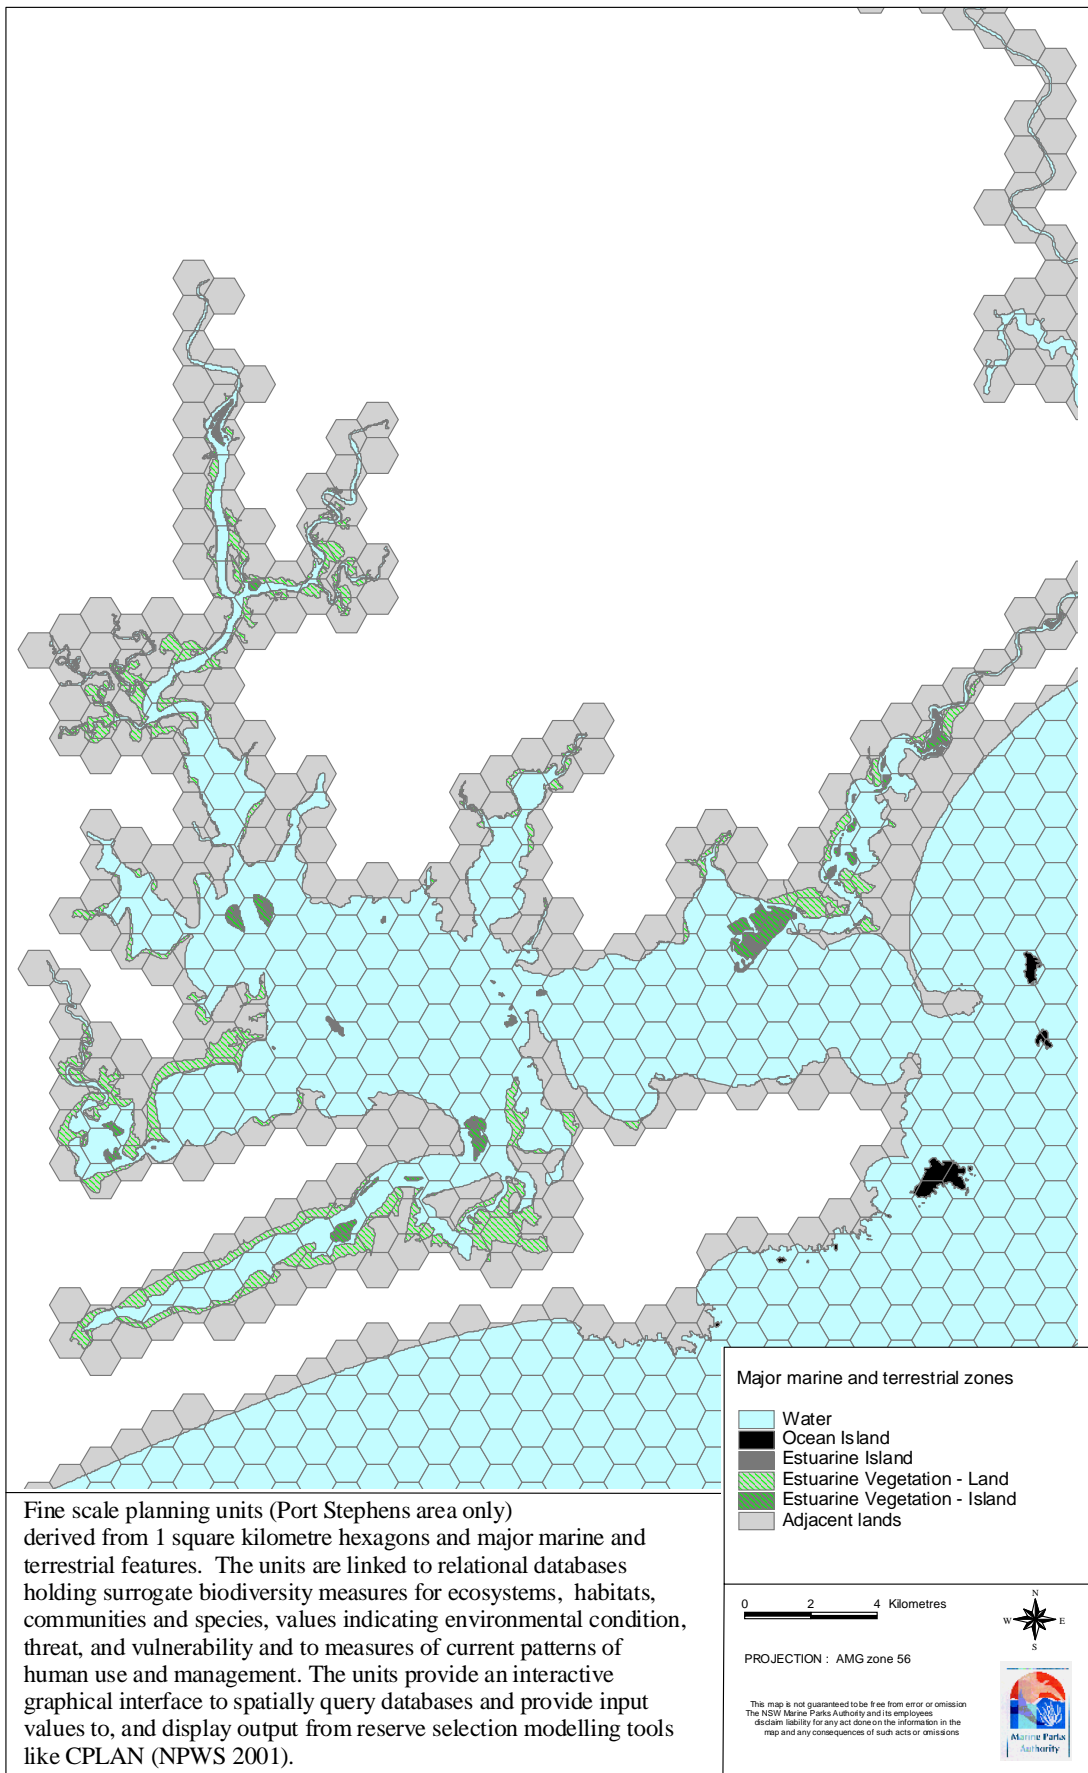 Major marine and terrestrial zones
Water
Ocean Island
Estuarine Island
Estuarine Vegetation - Land
Estuarine Vegetation - Island
Adjacent lands
Fine scale planning units (Port Stephens area only)
derived from 1 square kilometre hexagons and major marine and
terrestrial features. The units are linked to relational databases
holding surrogate biodiversity measures for ecosystems, habitats,
communities and species, values indicating environmental condition,
threat, and vulnerability and to measures of current patterns of
human use and management. The units provide an interactive
graphical interface to spatially query databases and provide input
values to, and display output from reserve selection modelling tools
like CPLAN (NPWS 2001).
0 2 4 Kilometres
N
W E
S
PROJECTION : AMG zone 56
This map is not guaranteed to be free from error or omission
The NSW Marine Parks Authority and its employees
disclaim liability for any act done on the information in the
map and any consequences of such acts or omissions
Marine Parks
Authority